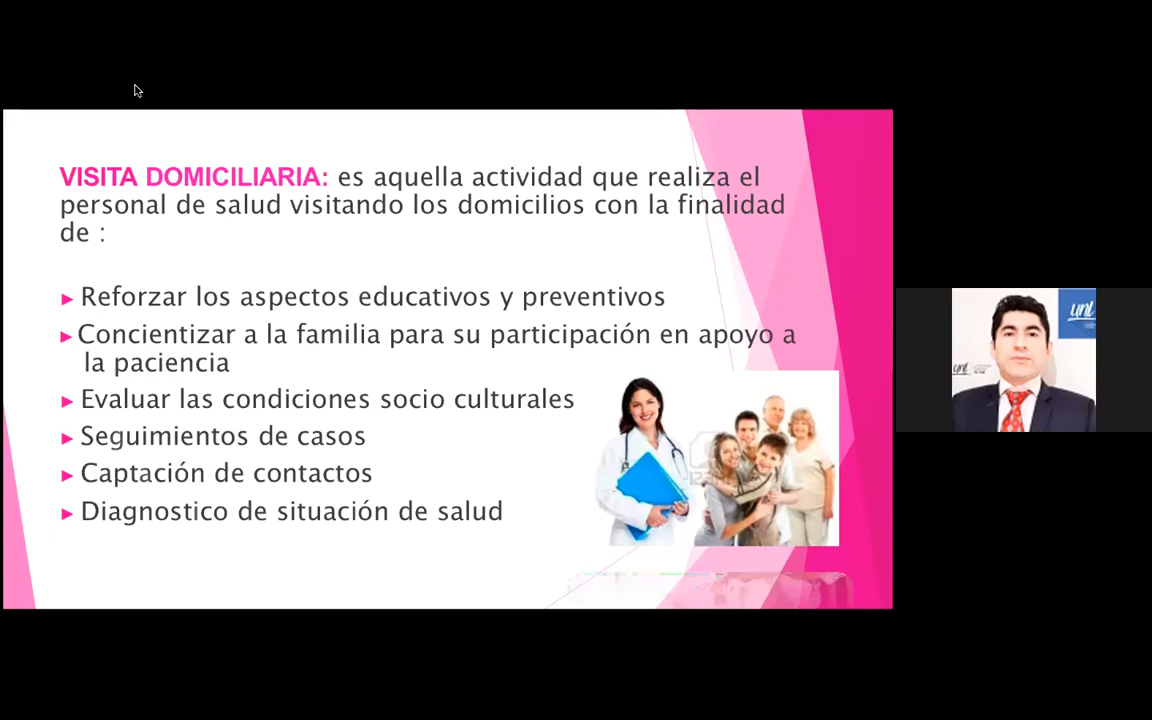 VISITA DOMICILIARIA: es aquella actividad que realiza el
personal de salud visitando los domicilios con la finalidad
de :
► Reforzar los aspectos educativos y preventivos
► Concientizar a la familia para su participación en apoyo a
la paciencia
► Evaluar las condiciones socio culturales
► Seguimientos de casos
► Captación de contactos
► Diagnostico de situación de salud